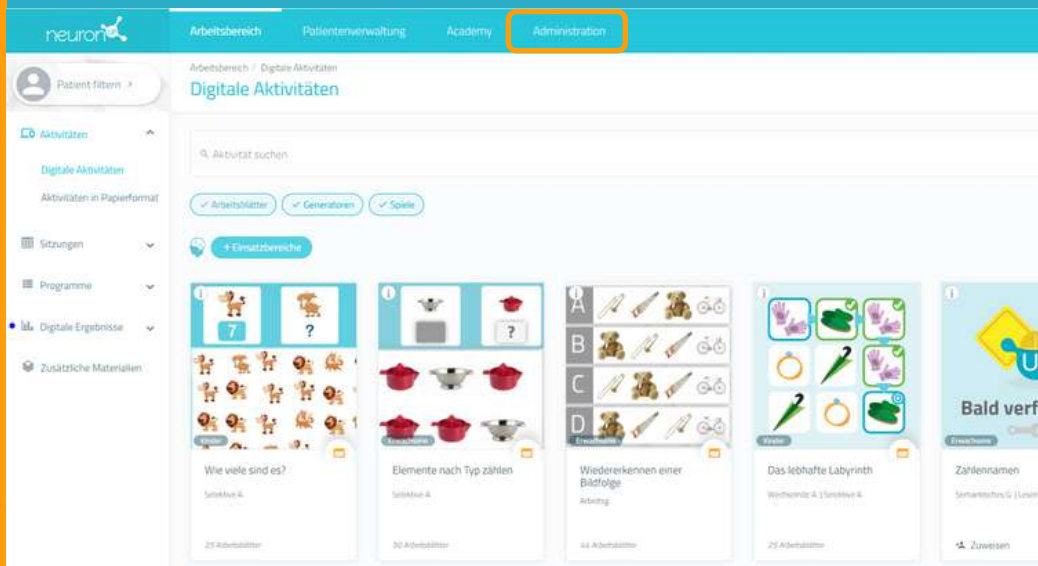 neuron
Arbeitsbereich
Patientenverwaltung
Academy
Administration
Patient filtern >
Arbeitsbereich / Digitale Aktivitäten
Digitale Aktivitäten
Aktivitäten
Digitale Aktivitäten
Aktivitäten in Papierformat
Sitzungen
Programme
Digitale Ergebnisse
Zusätzliche Materialien
Aktivität suchen
Arbeitsblätter
Generatoren
Spiele
+ Einsatzbereiche
7
?
Kinder
Wie viele sind es?
Selektive A.
25 Arbeitsblätter
?
Erwachsene
Elemente nach Typ zählen
Selektive A.
50 Arbeitsblätter
A
B
C
D
Erwachsene
Wiedererkennen einer
Bildfolge
Arbeitsg.
44 Arbeitsblätter
Kinder
Das lebhafte Labyrinth
Wechselnde A. | Selektive A.
25 Arbeitsblätter
U
Bald verf
Erwachsene
Zahlennamen
Semantisches G. |
Zuweisen